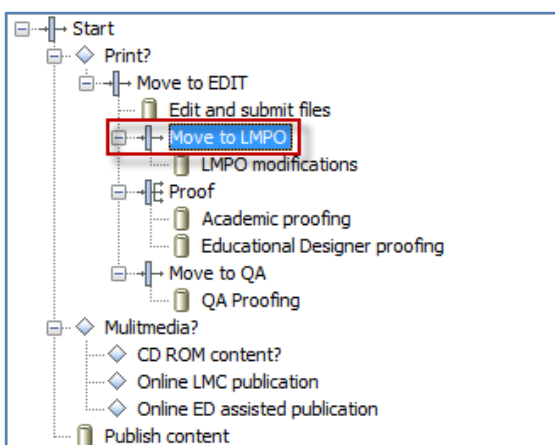 Start
Print?
Move to EDIT
Edit and submit files
Move to LMPO
LMPO modifications
Proof
Academic proofing
Educational Designer proofing
Move to QA
QA Proofing
Mulitmedia?
CD ROM content?
Online LMC publication
Online ED assisted publication
Publish content